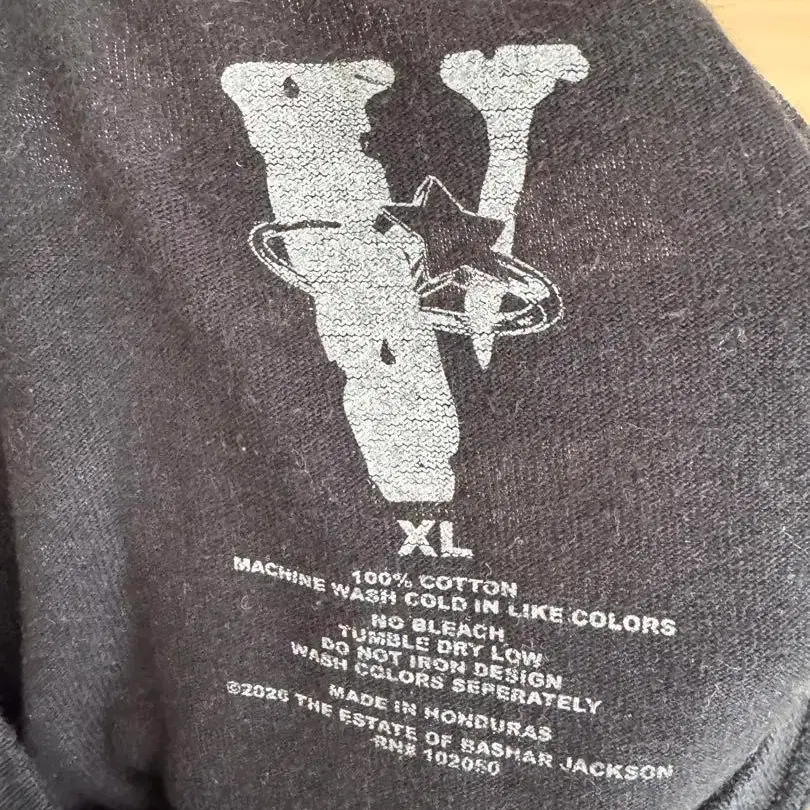 V
XL
100% COTTON
MACHINE WASH COLD IN LIKE COLORS
NO BLEACH
TUMBLE DRY LOW
DO NOT IRON DESIGN
WASH COLORS SEPERATELY
MADE IN HONDURAS
©2026 THE ESTATE OF BASHAR JACKSON
RN# 102050